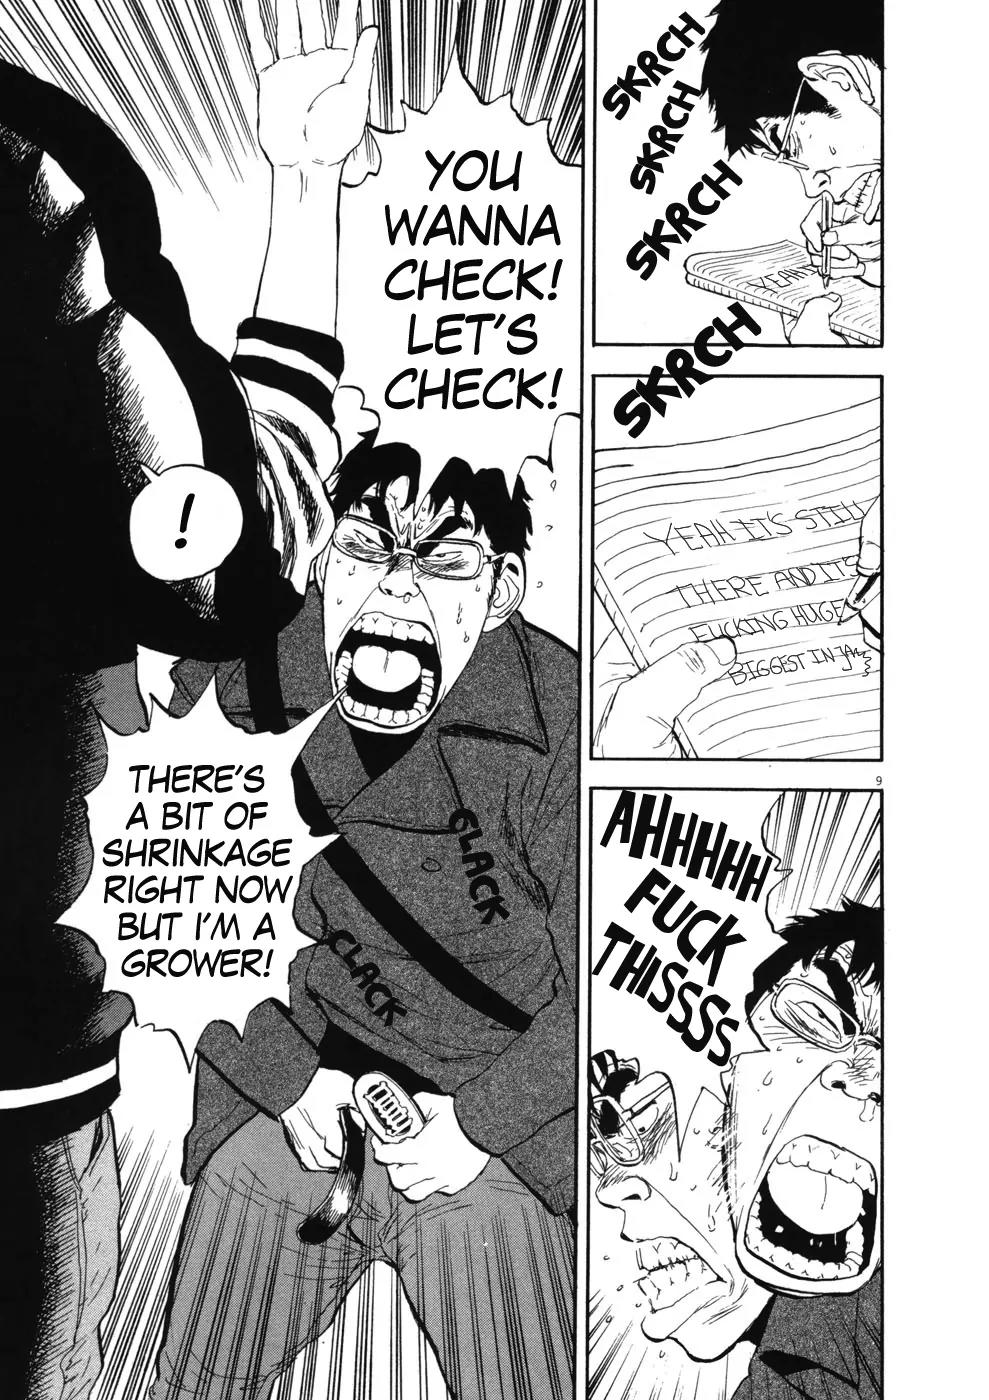 SKRCH
SKRCH
SKRCH
SKRCH
YEAH I
YEAH IT'S STILL
THERE AND IT'S
FUCKING HUGE
BIGGEST IN JA
9
AHHHHH
FUCK
THISSSS
YOU
WANNA
CHECK!
LET'S
CHECK!
!
THERE'S
A BIT OF
SHRINKAGE
RIGHT NOW
BUT I'M A
GROWER!
CLACK
CLACK